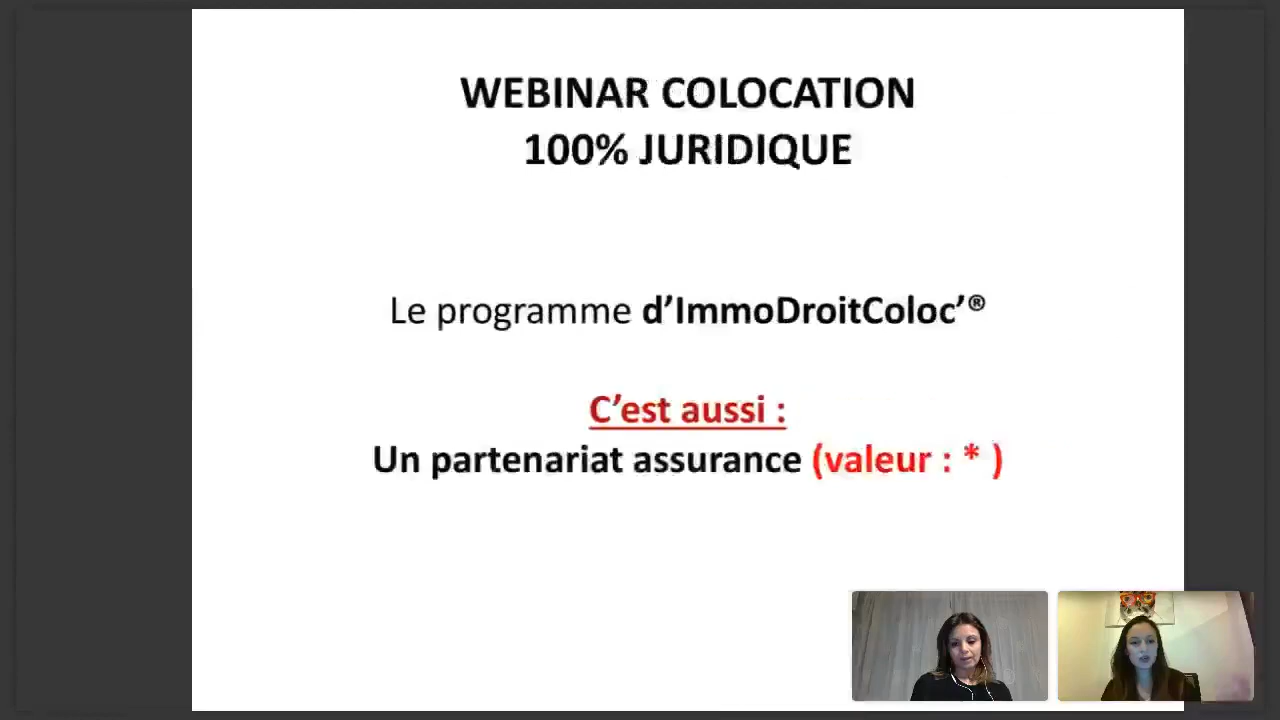 WEBINAR COLOCATION
100% JURIDIQUE
Le programme d’ImmoDroitColoc’®
C’est aussi :
Un partenariat assurance (valeur : * )